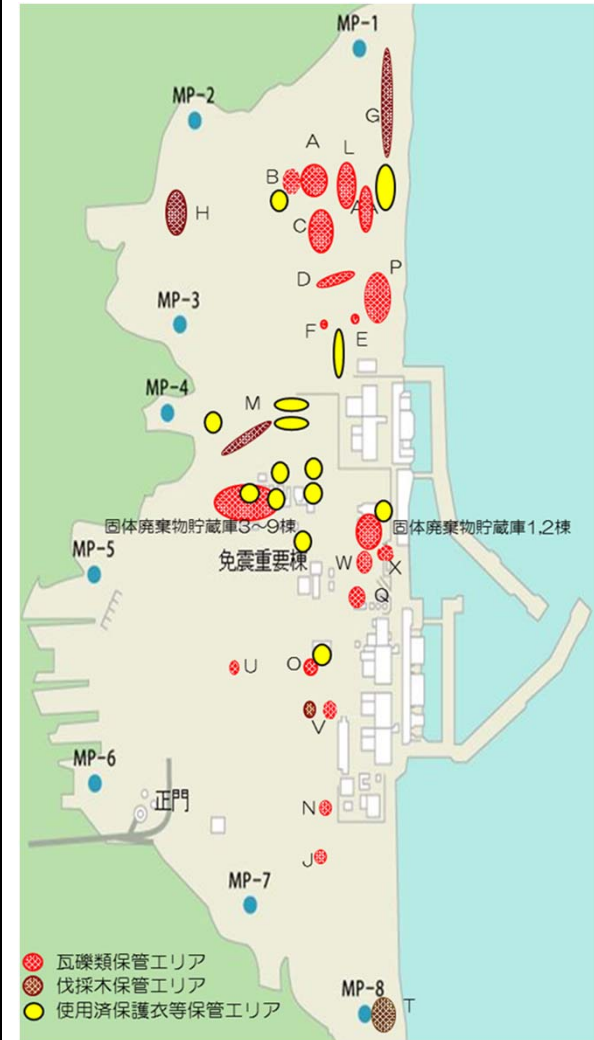 MP-1
MP-2
G
A
L
B
AA
H
C
D
P
MP-3
F
E
MP-4
M
固体廃棄物貯蔵庫3~9棟
固体廃棄物貯蔵庫1,2棟
MP-5
免震重要棟
W
X
Q
U
O
V
MP-6
正門
N
J
MP-7
瓦礫類保管エリア
伐採木保管エリア
使用済保護衣等保管エリア
MP-8
T